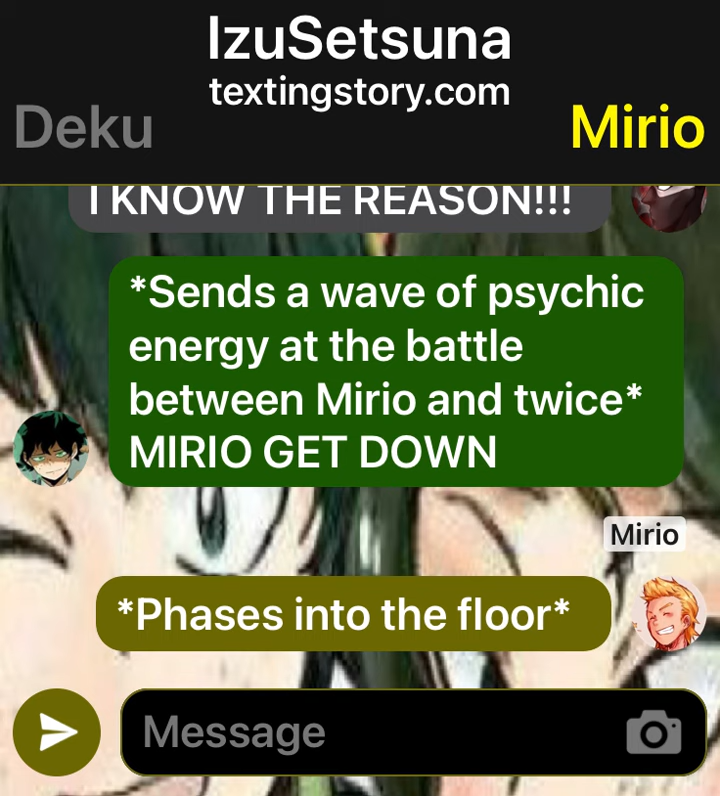 IzuSetsuna
textingstory.com
Deku
Mirio
I KNOW THE REASON!!!
*Sends a wave of psychic
energy at the battle
between Mirio and twice*
MIRIO GET DOWN
Mirio
*Phases into the floor*
Message